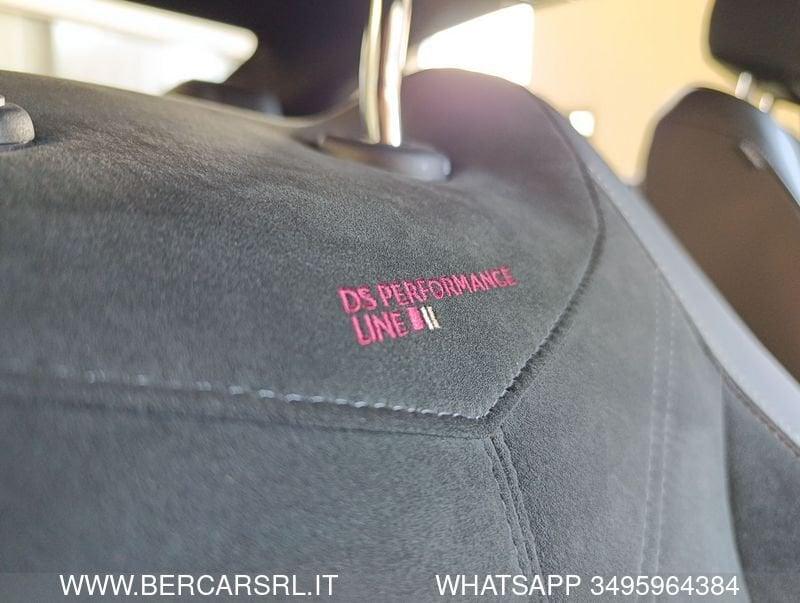 DS PERFORMANCE
LINE
WWW.BERCARSRL.IT
WHATSAPP 3495964384